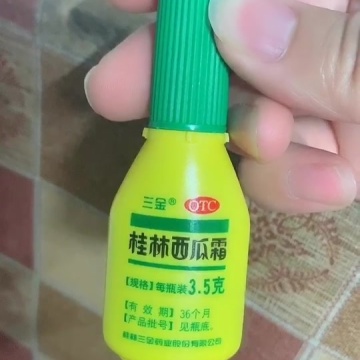 三金® OTC
桂林西瓜霜
【规格】每瓶装3.5克
【有效期】36个月
【产品批号】见瓶底。
桂林三金药业股份有限公司